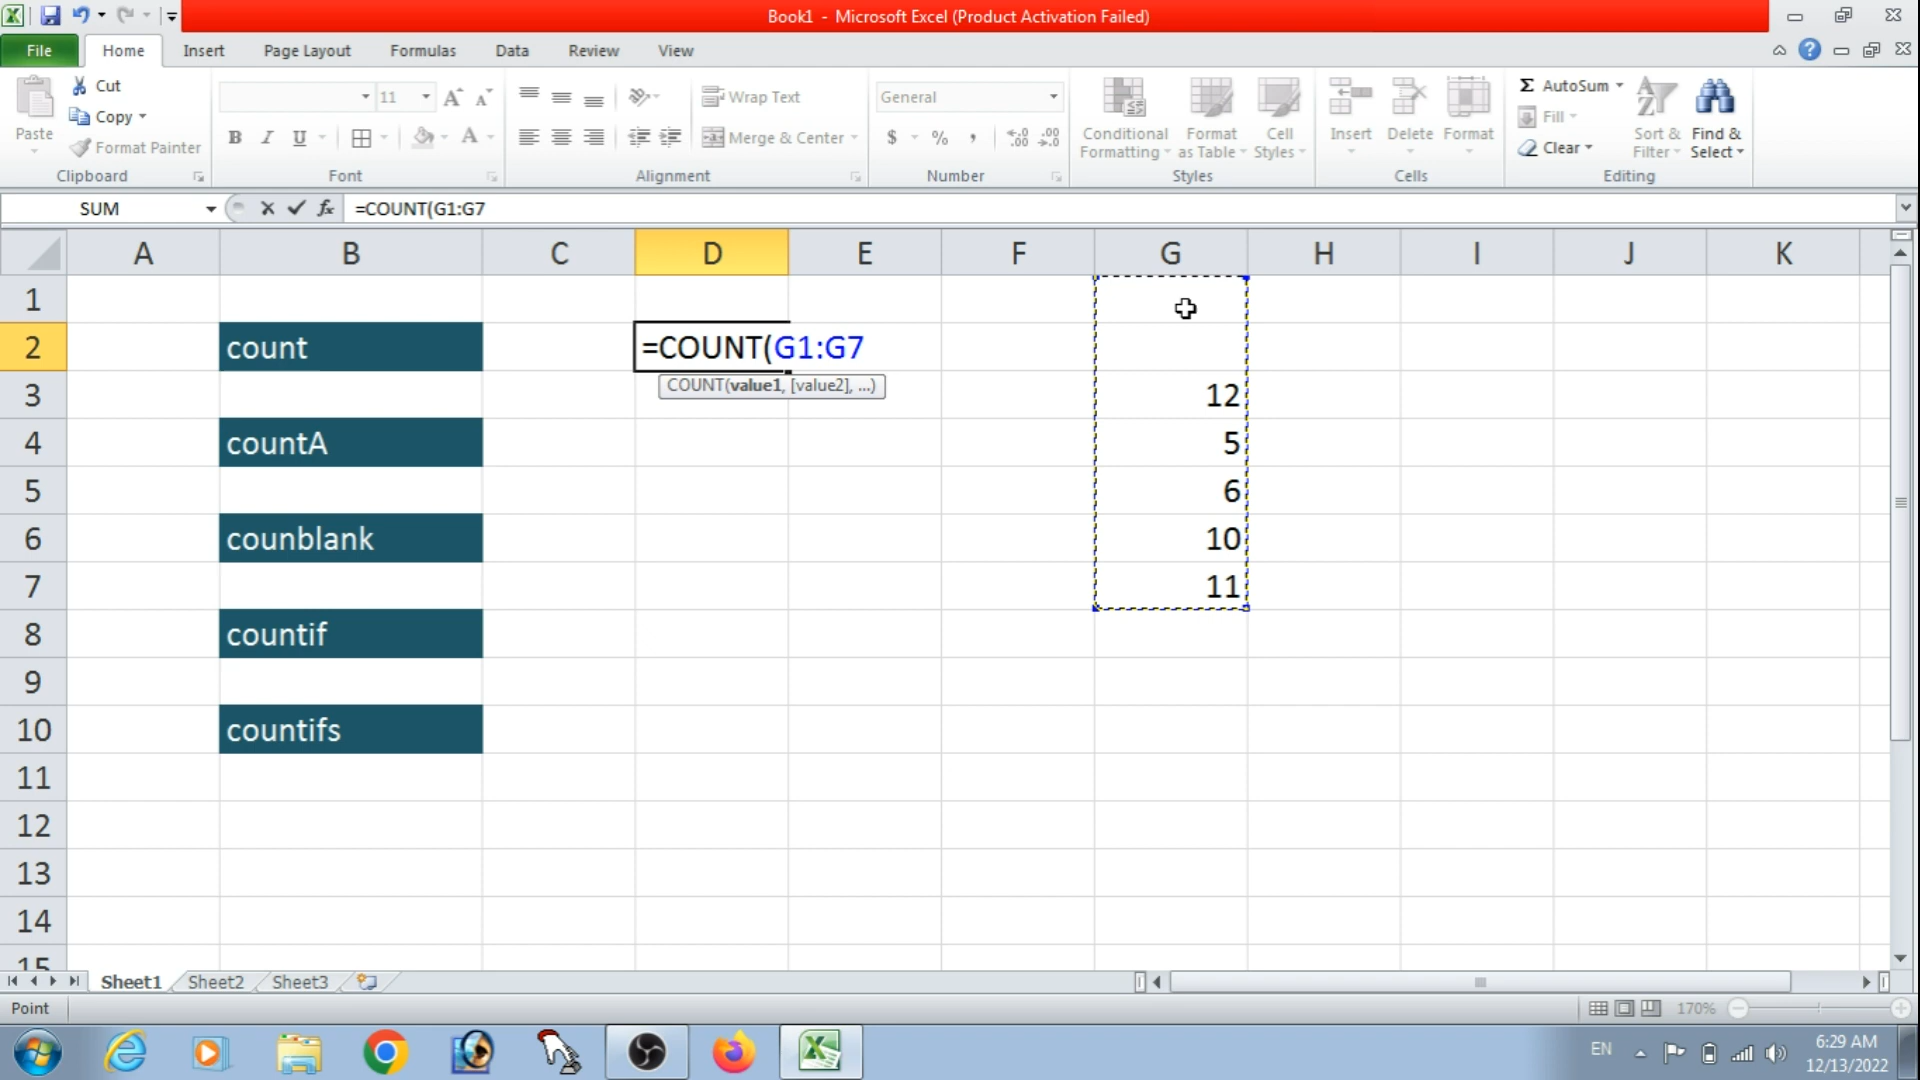 Book1 - Microsoft Excel (Product Activation Failed)
File Home Insert Page Layout Formulas Data Review View
Paste
Cut
Copy
Format Painter
Clipboard
11
B I U
Font
Wrap Text
Merge & Center
Alignment
General
$ % ,
Number
Conditional Formatting
Format as Table
Cell Styles
Styles
Insert
Delete
Format
Cells
Σ AutoSum
Fill
Clear
Sort & Filter
Find & Select
Editing
SUM fx =COUNT(G1:G7
A B C D E F G H I J K
1
2 count =COUNT(G1:G7
COUNT(value1, [value2], ...)
3 12
4 countA 5
5 6
6 counblank 10
7 11
8 countif
9
10 countifs
11
12
13
14
15
Sheet1 Sheet2 Sheet3
Point 170%
EN 6:29 AM
12/13/2022